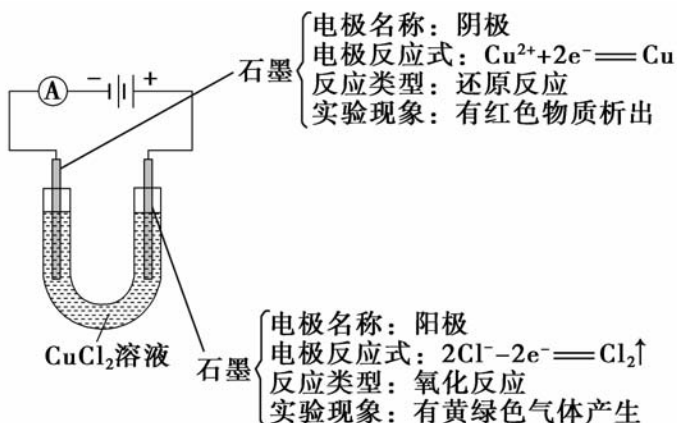 电极名称：阴极
电极反应式：Cu²⁺+2e⁻══Cu
石墨
反应类型：还原反应
实验现象：有红色物质析出
A − +
CuCl₂溶液
石墨
电极名称：阳极
电极反应式：2Cl⁻−2e⁻══Cl₂↑
反应类型：氧化反应
实验现象：有黄绿色气体产生